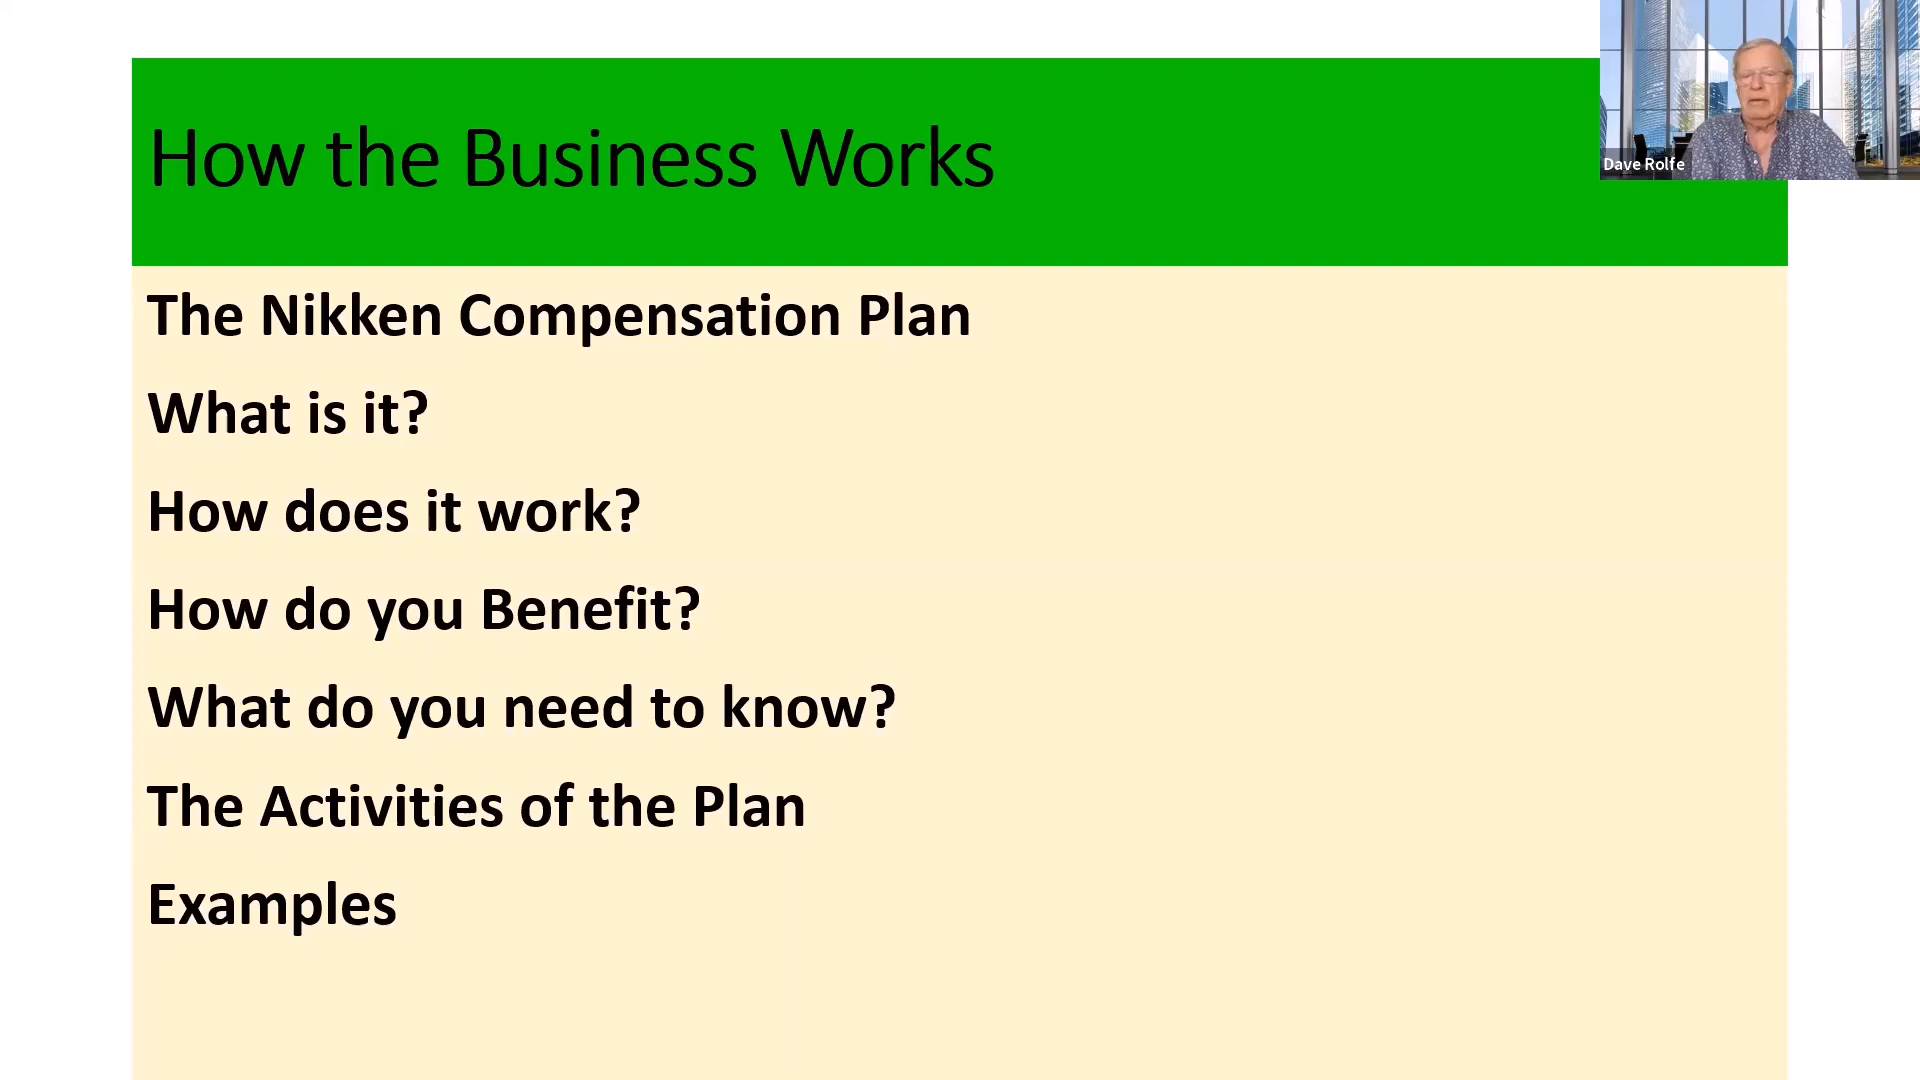 How the Business Works
Dave Rolfe
The Nikken Compensation Plan
What is it?
How does it work?
How do you Benefit?
What do you need to know?
The Activities of the Plan
Examples